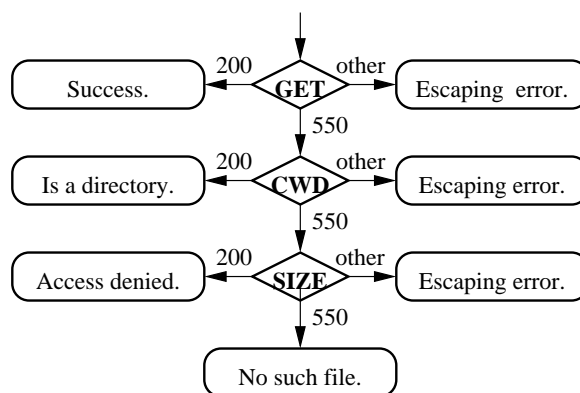 200
other
Success.
GET
Escaping error.
550
200
other
Is a directory.
CWD
Escaping error.
550
200
other
Access denied.
SIZE
Escaping error.
550
No such file.